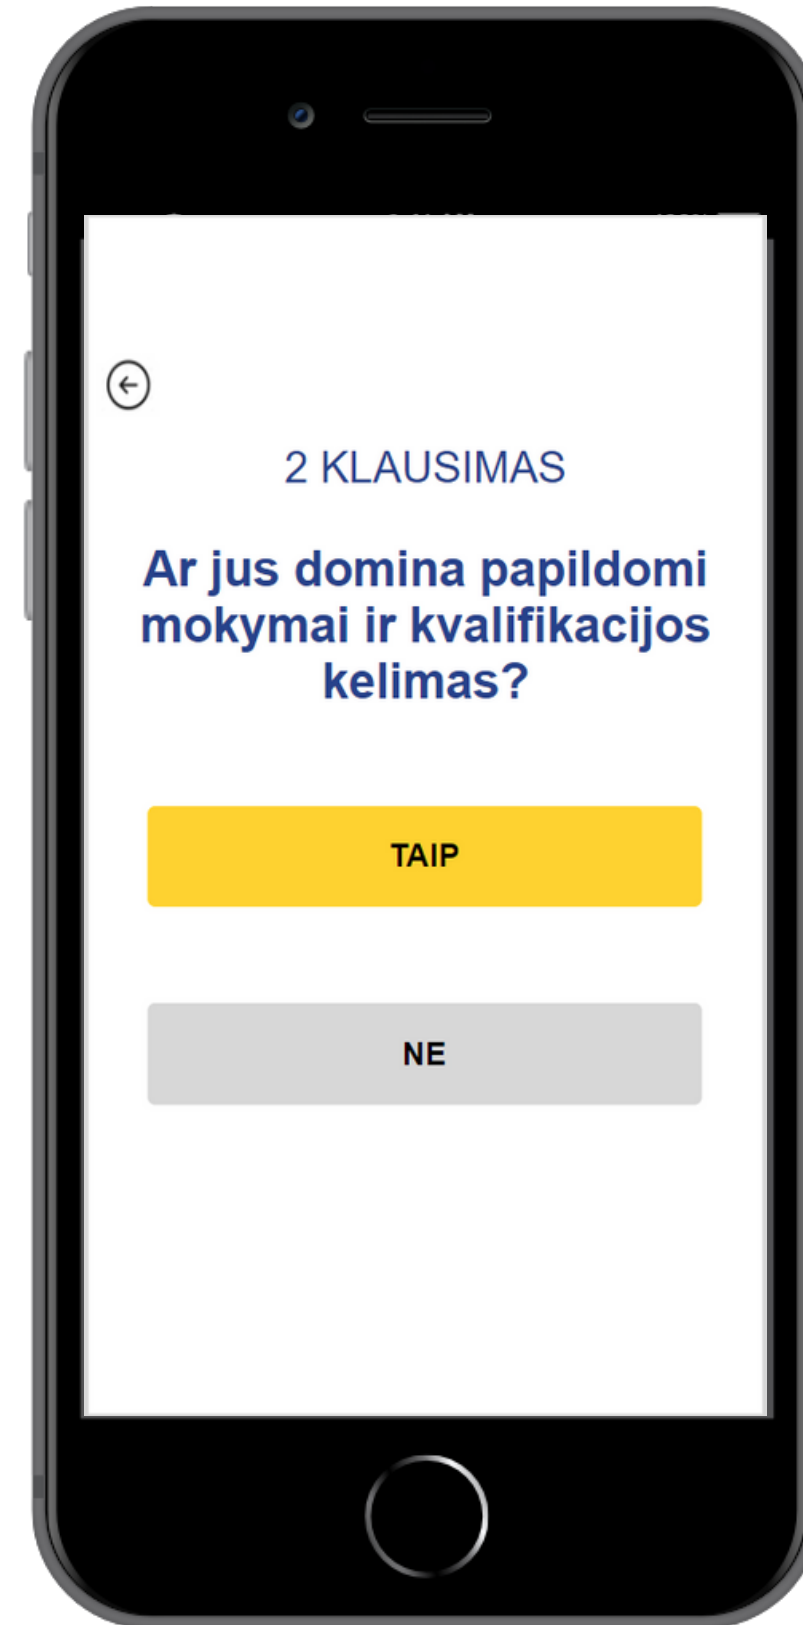 2 KLAUSIMAS
Ar jus domina papildomi
mokymai ir kvalifikacijos
kelimas?
TAIP
NE